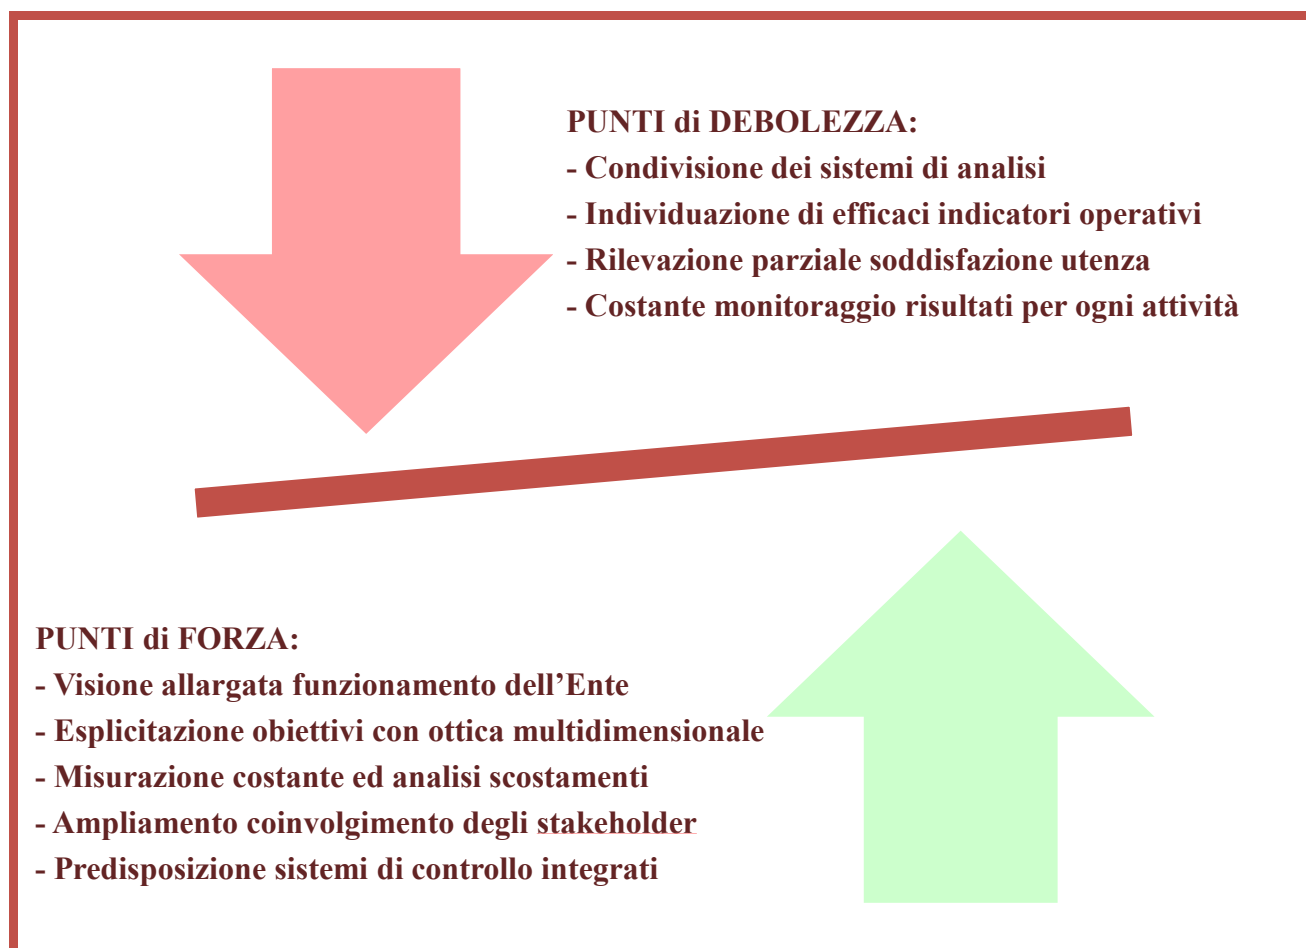 PUNTI di DEBOLEZZA:
- Condivisione dei sistemi di analisi
- Individuazione di efficaci indicatori operativi
- Rilevazione parziale soddisfazione utenza
- Costante monitoraggio risultati per ogni attività
PUNTI di FORZA:
- Visione allargata funzionamento dell’Ente
- Esplicitazione obiettivi con ottica multidimensionale
- Misurazione costante ed analisi scostamenti
- Ampliamento coinvolgimento degli stakeholder
- Predisposizione sistemi di controllo integrati